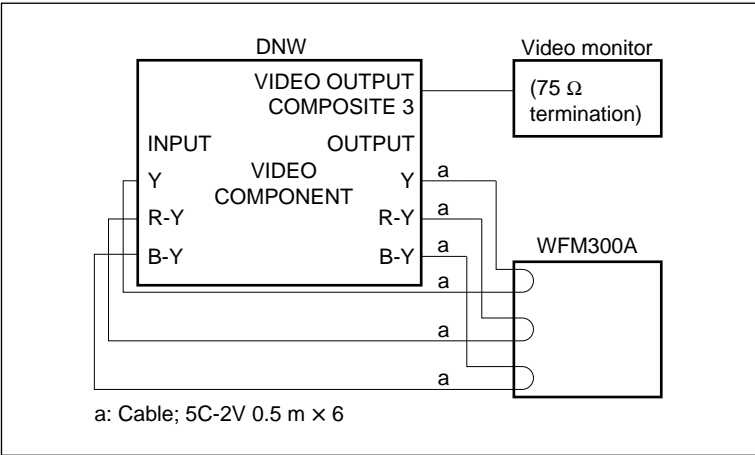 DNW
Video monitor
VIDEO OUTPUT
COMPOSITE 3
(75 Ω
termination)
INPUT
OUTPUT
VIDEO
COMPONENT
Y
R-Y
B-Y
Y
R-Y
B-Y
a
a
a
a
a
a
WFM300A
a: Cable; 5C-2V 0.5 m × 6